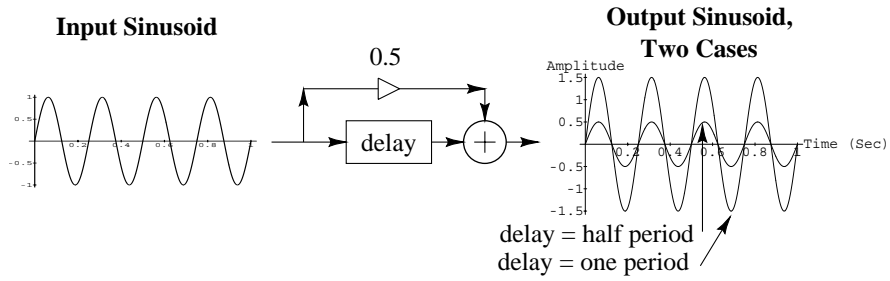 Input Sinusoid
1
0.5
-0.5
-1
0.2
0.4
0.6
0.8
1
0.5
delay
+
Output Sinusoid,
Two Cases
Amplitude
1.5
1
0.5
-0.5
-1
-1.5
0.2
0.4
0.6
0.8
1
Time (Sec)
delay = half period
delay = one period